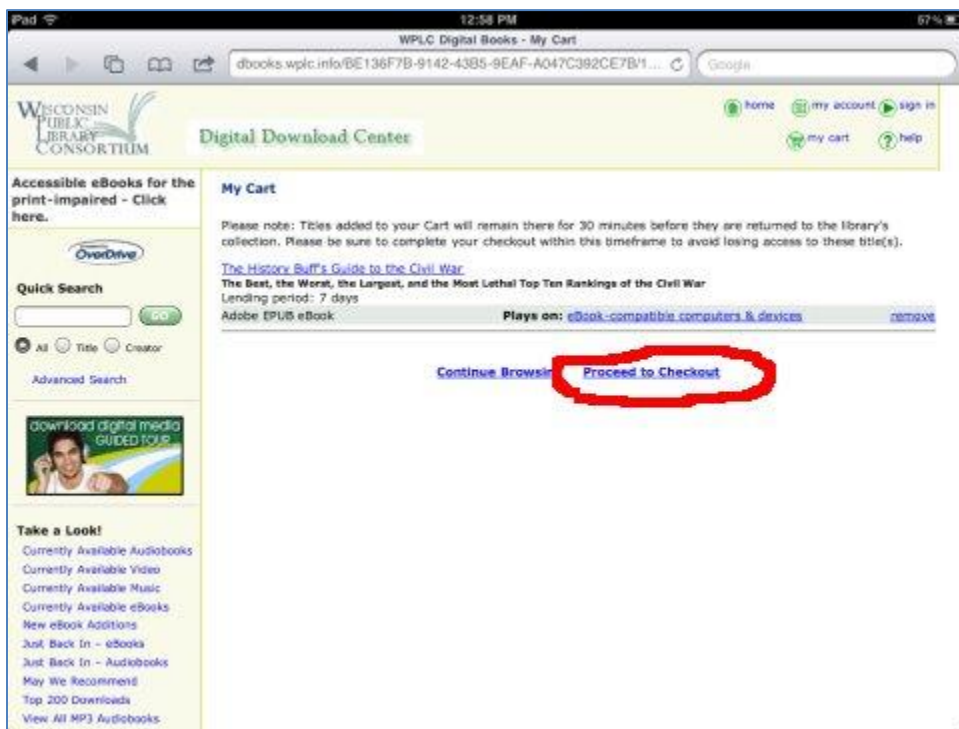 iPad 12:58 PM 67%
WPLC Digital Books - My Cart
dbooks.wplc.info/BE136F7B-9142-43B5-9EAF-A047C392CE7B/1... Google
WISCONSIN
PUBLIC
LIBRARY
CONSORTIUM
Digital Download Center
home my account sign in
my cart help
Accessible eBooks for the
print-impaired - Click
here.
OverDrive
Quick Search
GO
All Title Creator
Advanced Search
download digital media
GUIDED TOUR
Take a Look!
Currently Available Audiobooks
Currently Available Video
Currently Available Music
Currently Available eBooks
New eBook Additions
Just Back In - eBooks
Just Back In - Audiobooks
May We Recommend
Top 200 Downloads
View All MP3 Audiobooks
My Cart
Please note: Titles added to your Cart will remain there for 30 minutes before they are returned to the library's
collection. Please be sure to complete your checkout within this timeframe to avoid losing access to these title(s).
The History Buff's Guide to the Civil War
The Best, the Worst, the Largest, and the Most Lethal Top Ten Rankings of the Civil War
Lending period: 7 days
Adobe EPUB eBook Plays on: eBook-compatible computers & devices remove
Continue Browsin Proceed to Checkout